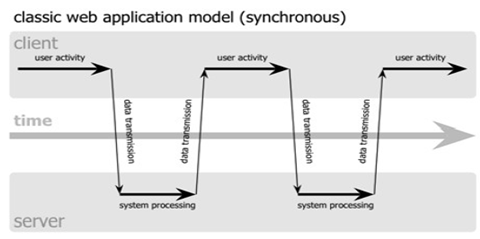 classic web application model (synchronous)
client
user activity
user activity
user activity
data transmission
data transmission
data transmission
data transmission
time
system processing
system processing
server